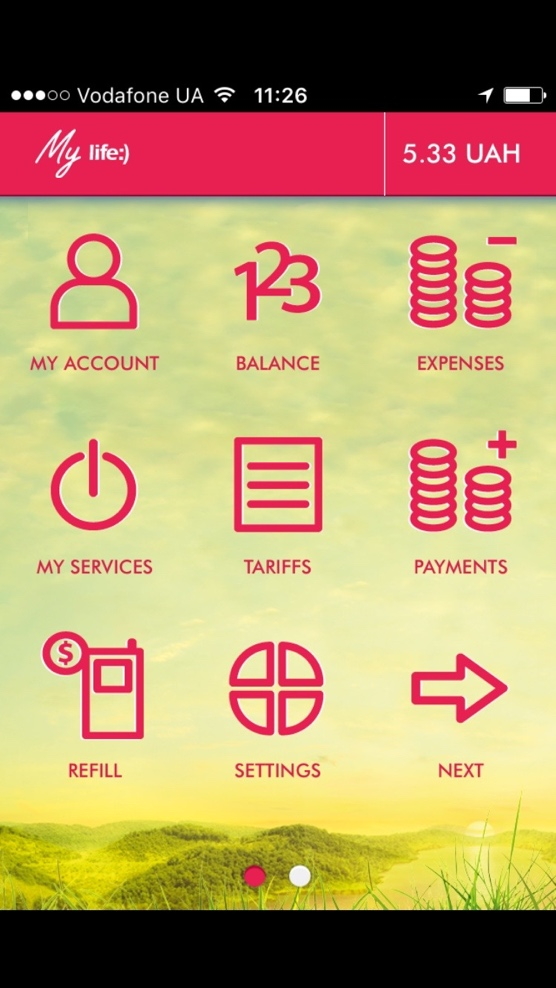 Vodafone UA 11:26
My life:) 5.33 UAH
123
MY ACCOUNT BALANCE EXPENSES
MY SERVICES TARIFFS PAYMENTS
$
REFILL SETTINGS NEXT